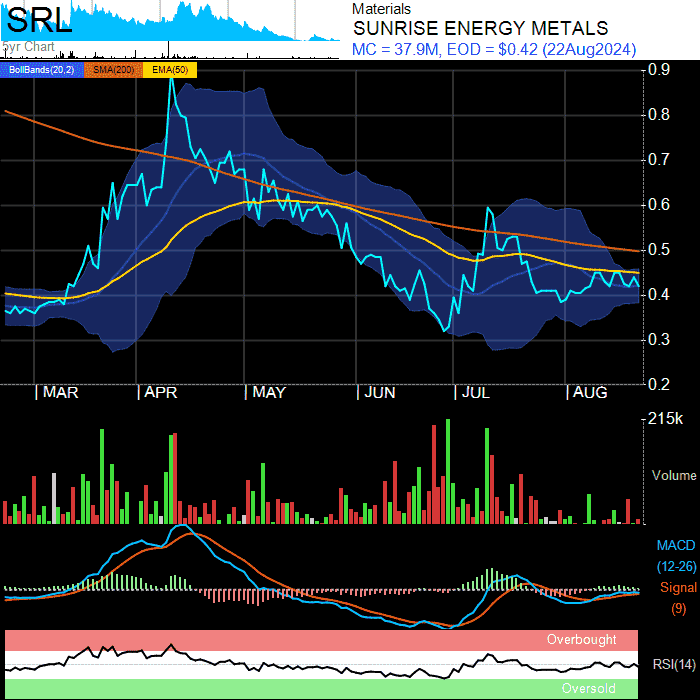 SRL
5yr Chart
Materials
SUNRISE ENERGY METALS
MC = 37.9M, EOD = $0.42 (22Aug2024)
BollBands(20,2) SMA(200) EMA(50)
0.9
0.8
0.7
0.6
0.5
0.4
0.3
0.2
| MAR | APR | MAY | JUN | JUL | AUG
215k
Volume
MACD
(12-26)
Signal
(9)
Overbought
RSI(14)
Oversold